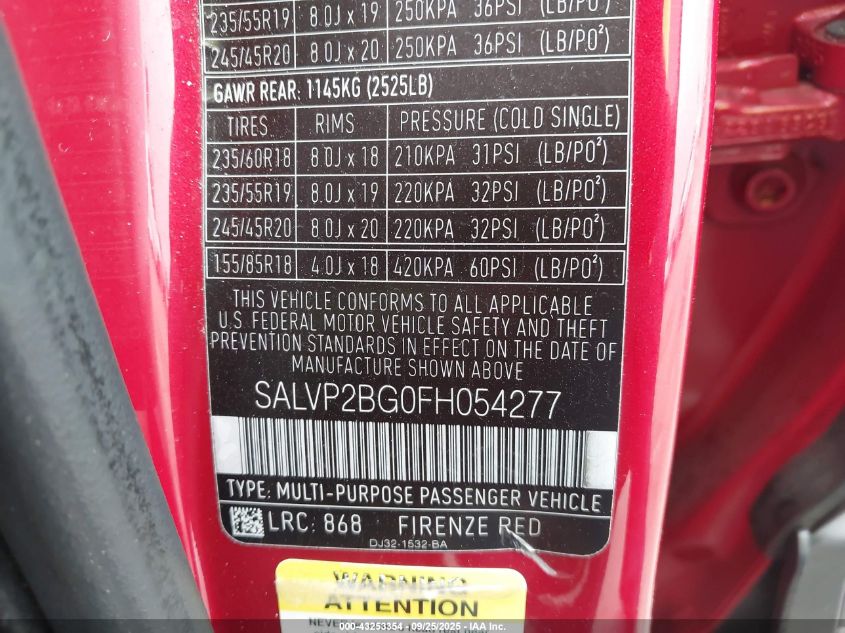 235/55R19 8.0J x 19 250KPA 36PSI (LB/PO²)
245/45R20 8.0J x 20 250KPA 36PSI (LB/PO²)
GAWR REAR: 1145KG (2525LB)
TIRES RIMS PRESSURE (COLD SINGLE)
235/60R18 8.0J x 18 210KPA 31PSI (LB/PO²)
235/55R19 8.0J x 19 220KPA 32PSI (LB/PO²)
245/45R20 8.0J x 20 220KPA 32PSI (LB/PO²)
155/85R18 4.0J x 18 420KPA 60PSI (LB/PO²)
THIS VEHICLE CONFORMS TO ALL APPLICABLE
U.S. FEDERAL MOTOR VEHICLE SAFETY AND THEFT
PREVENTION STANDARDS IN EFFECT ON THE DATE OF
MANUFACTURE SHOWN ABOVE
SALVP2BG0FH054277
TYPE: MULTI-PURPOSE PASSENGER VEHICLE
LRC: 868 FIRENZE RED
DJ32-1532-BA
WARNING
ATTENTION
000-43253354 - 09/25/2025 - IAA Inc.